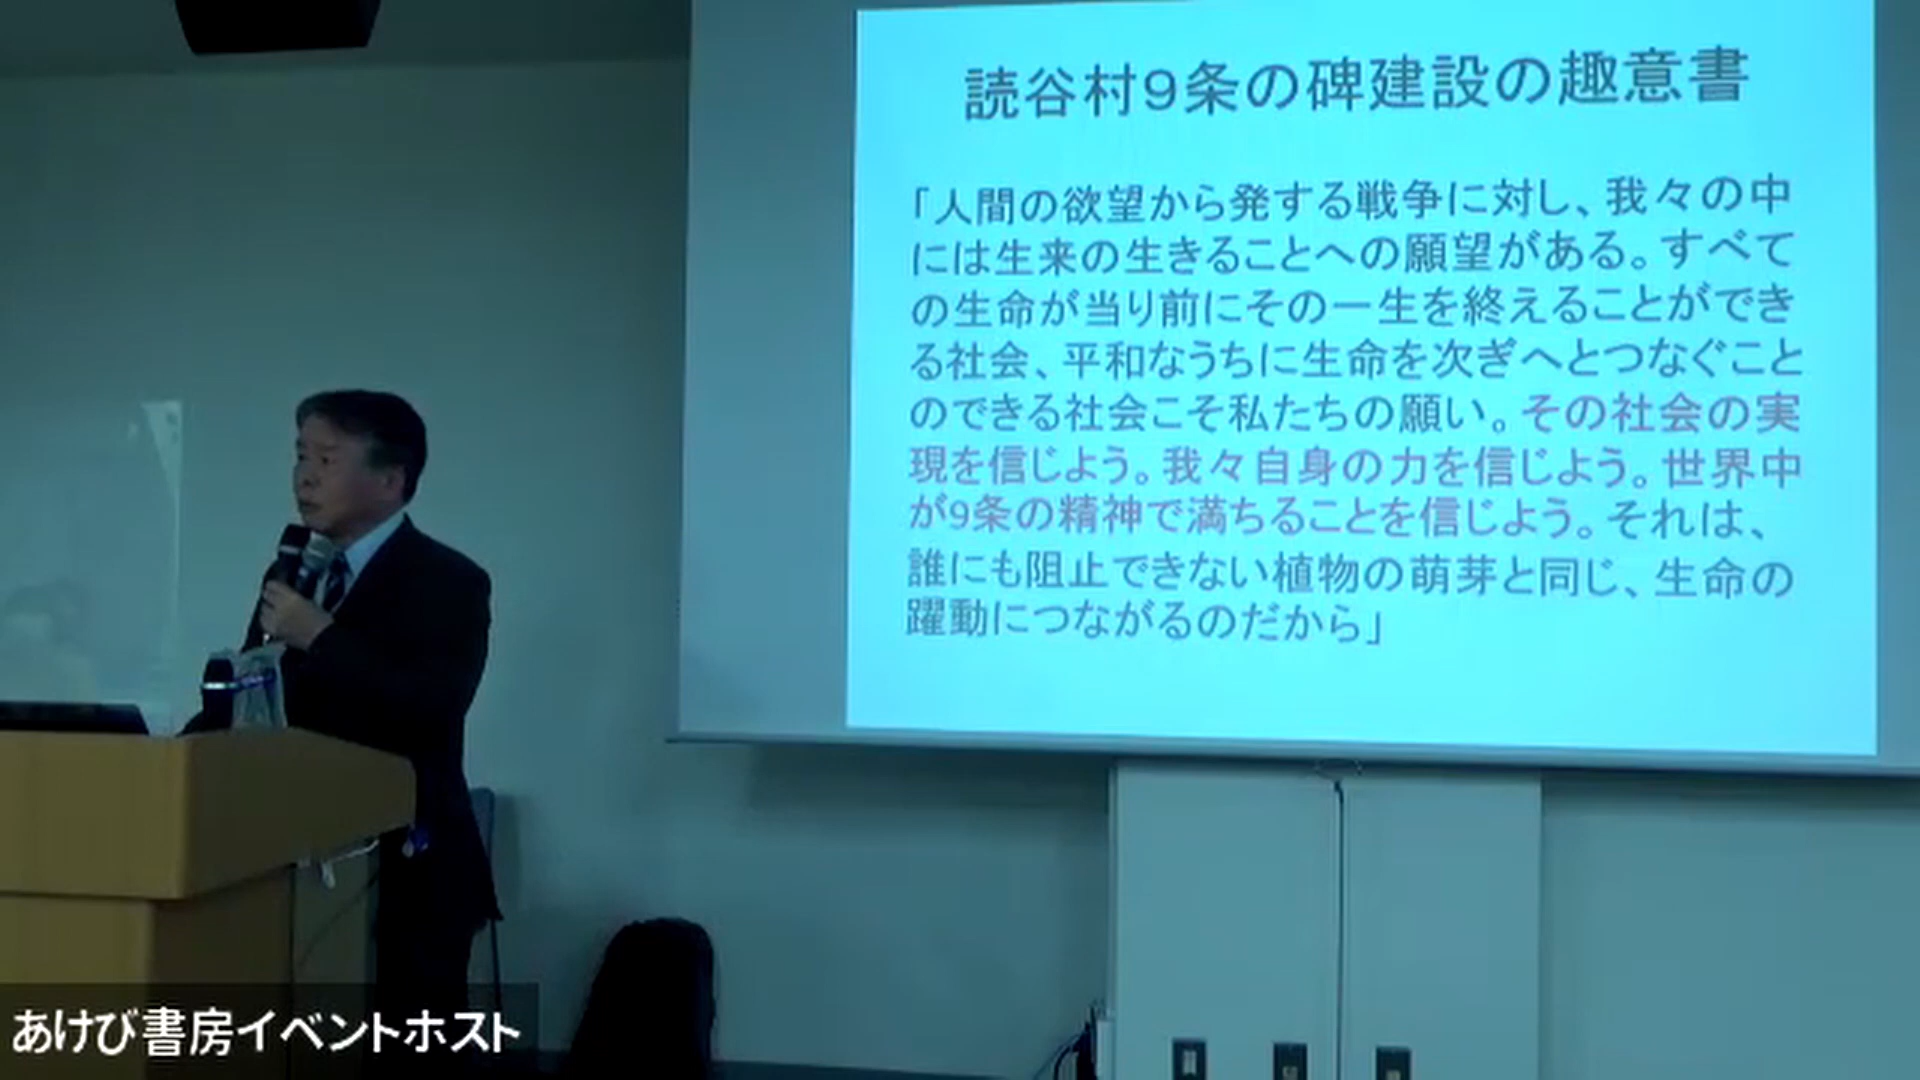 読谷村9条の碑建設の趣意書
「人間の欲望から発する戦争に対し、我々の中
には生来の生きることへの願望がある。すべて
の生命が当り前にその一生を終えることができ
る社会、平和なうちに生命を次ぎへとつなぐこと
のできる社会こそ私たちの願い。その社会の実
現を信じよう。我々自身の力を信じよう。世界中
が9条の精神で満ちることを信じよう。それは、
誰にも阻止できない植物の萌芽と同じ、生命の
躍動につながるのだから」
あけび書房イベントホスト